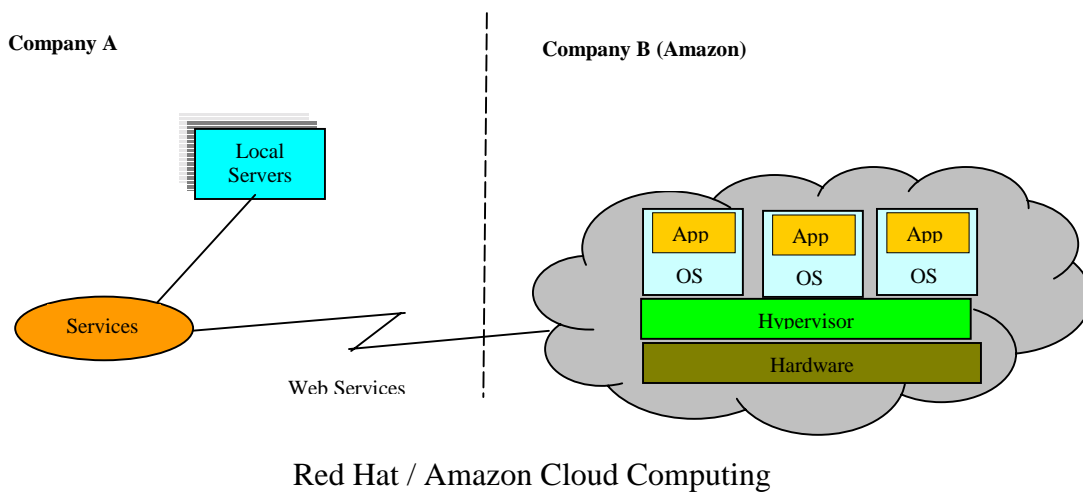 Company A
Company B (Amazon)
Local
Servers
Services
Web Services
App
OS
App
OS
App
OS
Hypervisor
Hardware
Red Hat / Amazon Cloud Computing